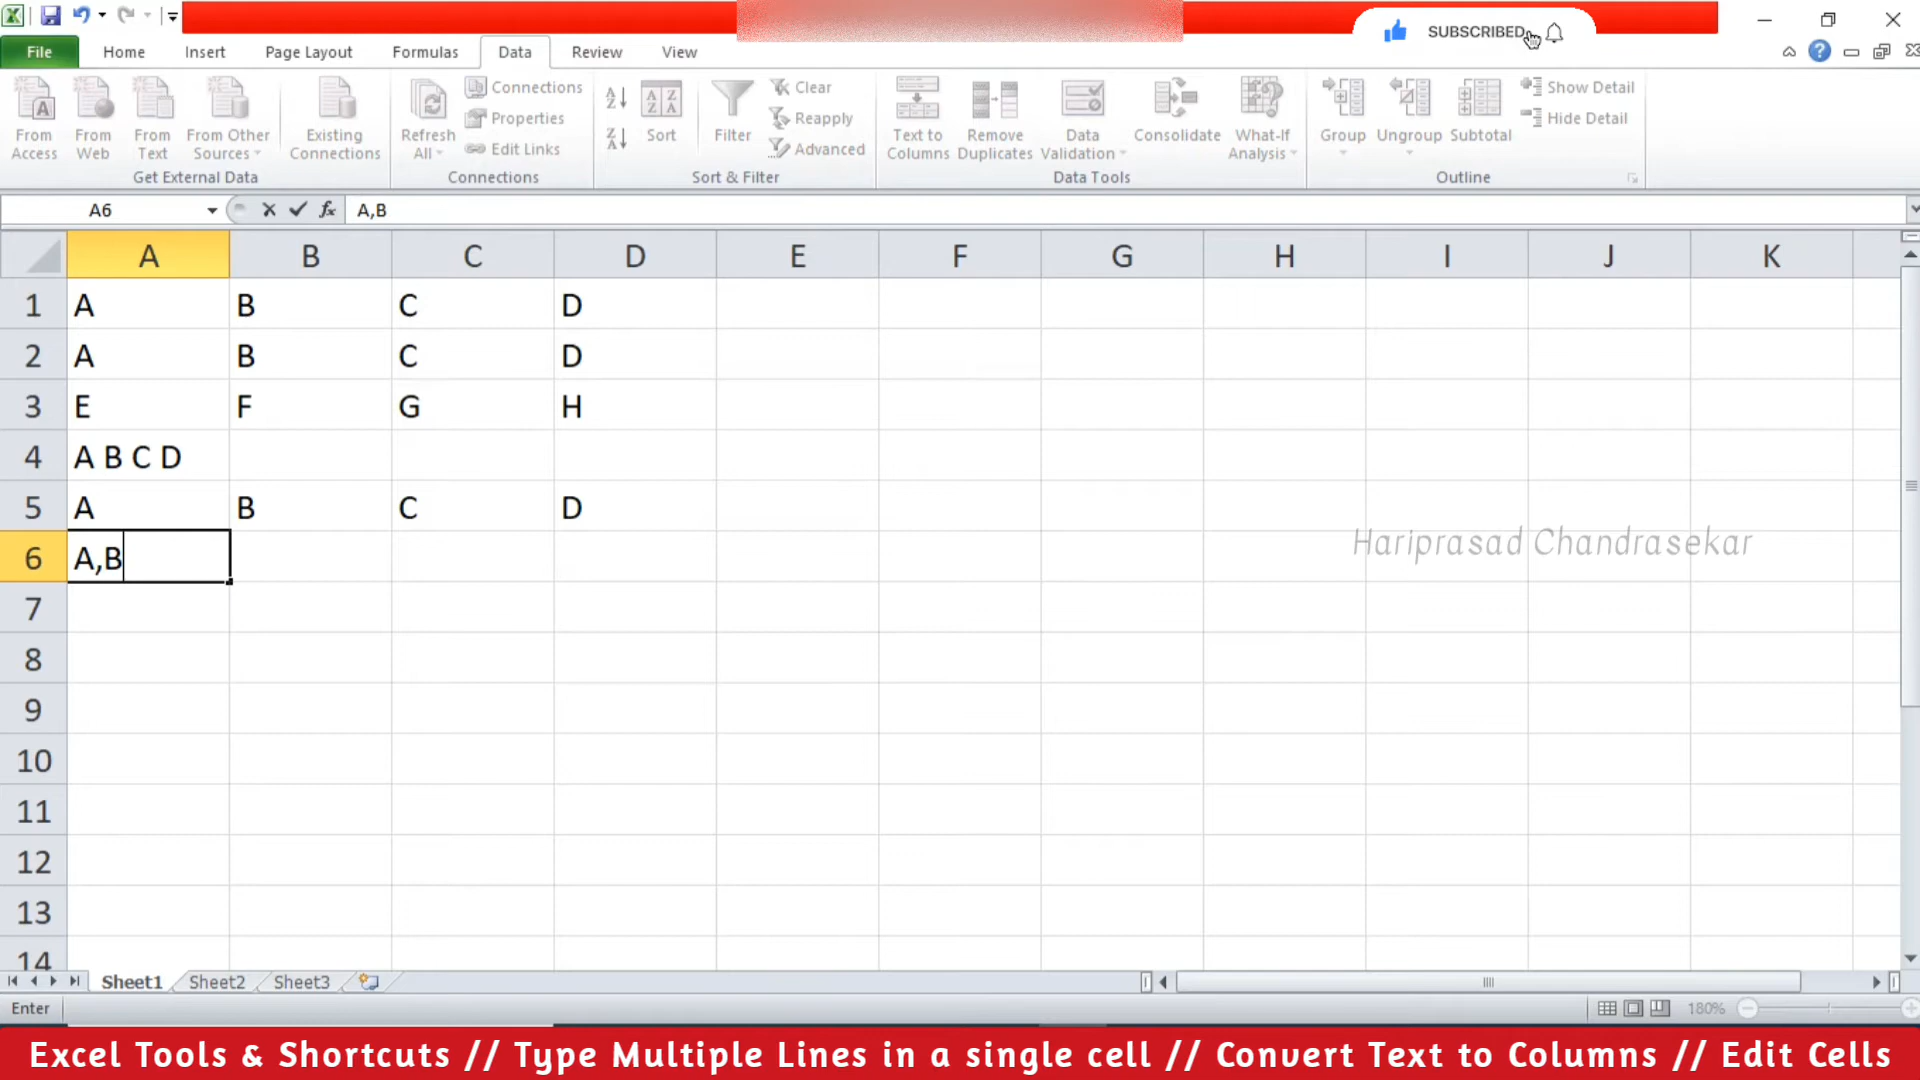 SUBSCRIBED
File Home Insert Page Layout Formulas Data Review View
From Access From Web From Text From Other Sources Existing Connections Refresh All Connections Properties Edit Links Sort Filter Clear Reapply Advanced Text to Columns Remove Duplicates Data Validation Consolidate What-If Analysis Group Ungroup Subtotal Show Detail Hide Detail
Get External Data Connections Sort & Filter Data Tools Outline
A6 fx A,B
A B C D E F G H I J K
1 A B C D
2 A B C D
3 E F G H
4 A B C D
5 A B C D
6 A,B
Hariprasad Chandrasekar
7
8
9
10
11
12
13
14
Sheet1 Sheet2 Sheet3
Enter 180%
Excel Tools & Shortcuts // Type Multiple Lines in a single cell // Convert Text to Columns // Edit Cells